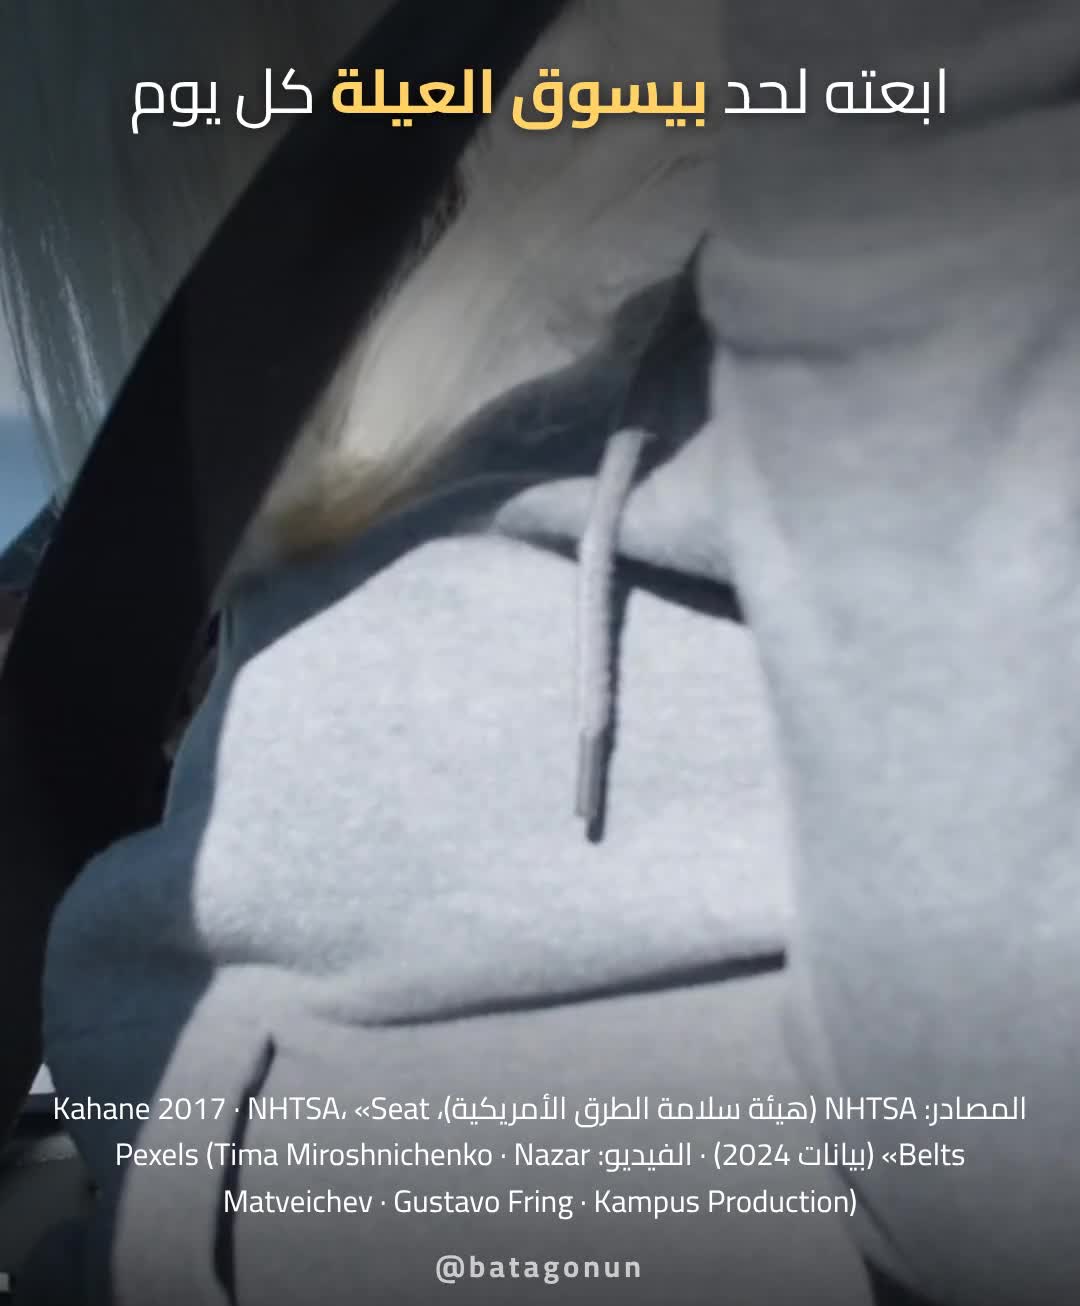 ابعته لحد بيسوق العيلة كل يوم
المصادر: NHTSA (هيئة سلامة الطرق الأمريكية)، Kahane 2017 · NHTSA، «Seat
Belts» (بيانات 2024) · الفيديو: Pexels (Tima Miroshnichenko · Nazar
Matveichev · Gustavo Fring · Kampus Production)
@batagonun